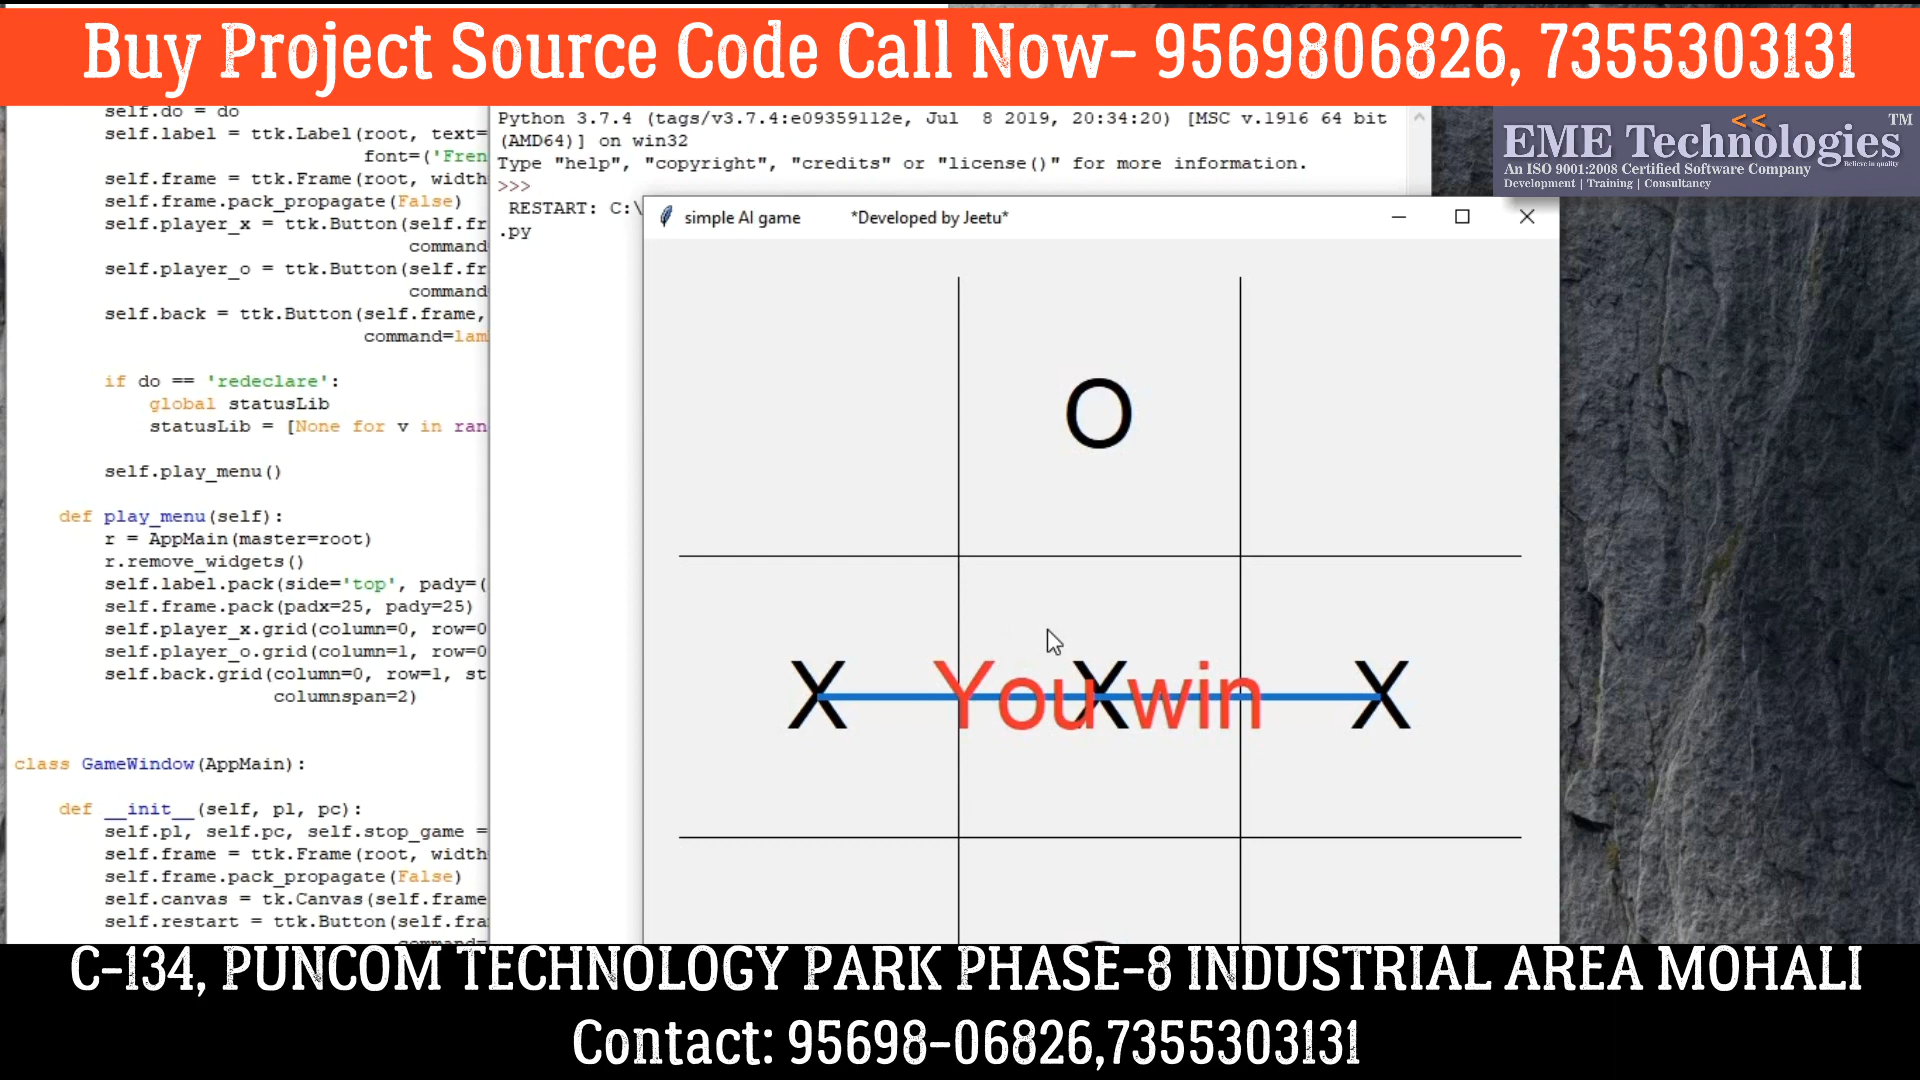 Buy Project Source Code Call Now- 9569806826, 7355303131
self.do = do
self.label = ttk.Label(root, text=
font=('Fren
self.frame = ttk.Frame(root, width
self.frame.pack_propagate(False)
self.player_x = ttk.Button(self.fr
command
self.player_o = ttk.Button(self.fr
command
self.back = ttk.Button(self.frame,
command=lam
if do == 'redeclare':
global statusLib
statusLib = [None for v in ran
self.play_menu()
def play_menu(self):
r = AppMain(master=root)
r.remove_widgets()
self.label.pack(side='top', pady=(
self.frame.pack(padx=25, pady=25)
self.player_x.grid(column=0, row=0
self.player_o.grid(column=1, row=0
self.back.grid(column=0, row=1, st
columnspan=2)
class GameWindow(AppMain):
def __init__(self, pl, pc):
self.pl, self.pc, self.stop_game =
self.frame = ttk.Frame(root, width
self.frame.pack_propagate(False)
self.canvas = tk.Canvas(self.frame
self.restart = ttk.Button(self.fra
Python 3.7.4 (tags/v3.7.4:e09359112e, Jul 8 2019, 20:34:20) [MSC v.1916 64 bit
(AMD64)] on win32
Type "help", "copyright", "credits" or "license()" for more information.
>>>
RESTART: C:\
.py
simple AI game *Developed by Jeetu*
O
X X X
You win
<<
EME Technologies TM
Believe in quality
An ISO 9001:2008 Certified Software Company
Development | Training | Consultancy
C-134, PUNCOM TECHNOLOGY PARK PHASE-8 INDUSTRIAL AREA MOHALI
Contact: 95698-06826,7355303131